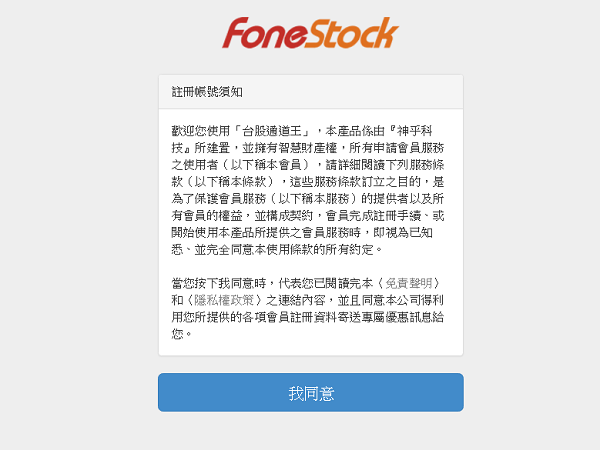 FoneStock
註冊帳號須知
歡迎您使用「台股通道王」，本產品係由『神乎科
技』所建置，並擁有智慧財產權，所有申請會員服務
之使用者（以下稱本會員），請詳細閱讀下列服務條
款（以下稱本條款），這些服務條款訂立之目的，是
為了保護會員服務（以下稱本服務）的提供者以及所
有會員的權益，並構成契約，會員完成註冊手續、或
開始使用本產品所提供之會員服務時，即視為已知
悉、並完全同意本使用條款的所有約定。
當您按下我同意時，代表您已閱讀完本〈免責聲明〉
和〈隱私權政策〉之連結內容，並且同意本公司得利
用您所提供的各項會員註冊資料寄送專屬優惠訊息給
您。
我同意